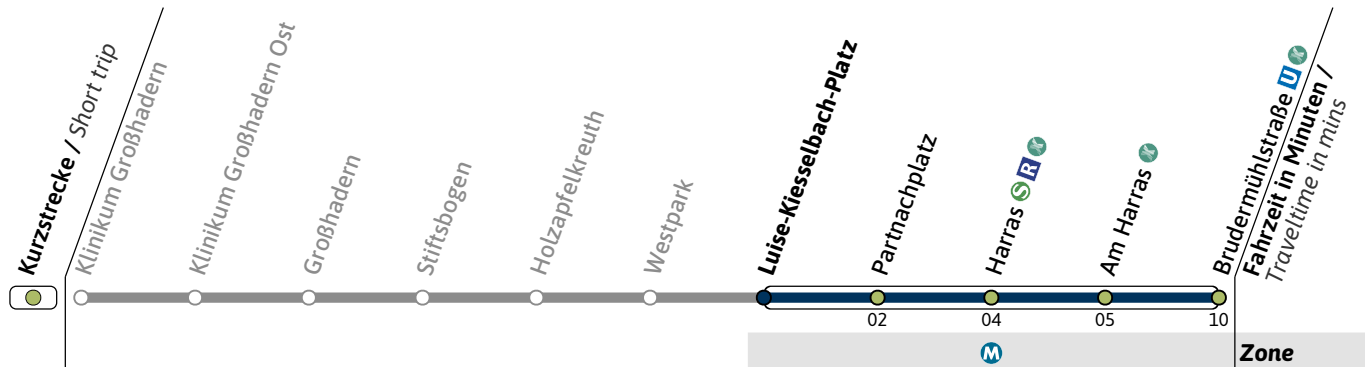 Kurzstrecke / Short trip
Klinikum Großhadern
Klinikum Großhadern Ost
Großhadern
Stiftsbogen
Holzapfelkreuth
Westpark
Luise-Kiesselbach-Platz
Partnachplatz
Harras S R X
Am Harras X
Brudermühlstraße U X
Fahrzeit in Minuten /
Traveltime in mins
02
04
05
10
M
Zone